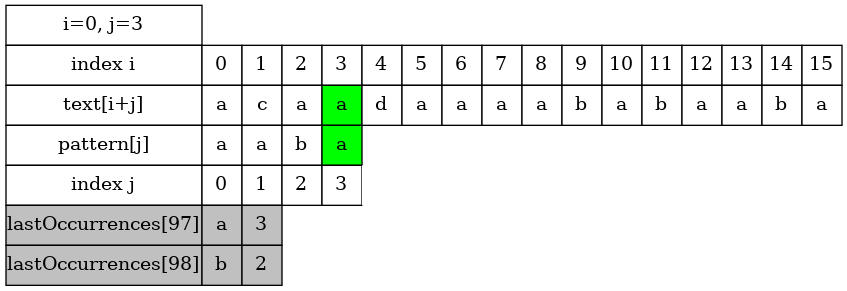 i=0, j=3
index i 0 1 2 3 4 5 6 7 8 9 10 11 12 13 14 15
text[i+j] a c a a d a a a a b a b a a b a
pattern[j] a a b a
index j 0 1 2 3
lastOccurrences[97] a 3
lastOccurrences[98] b 2